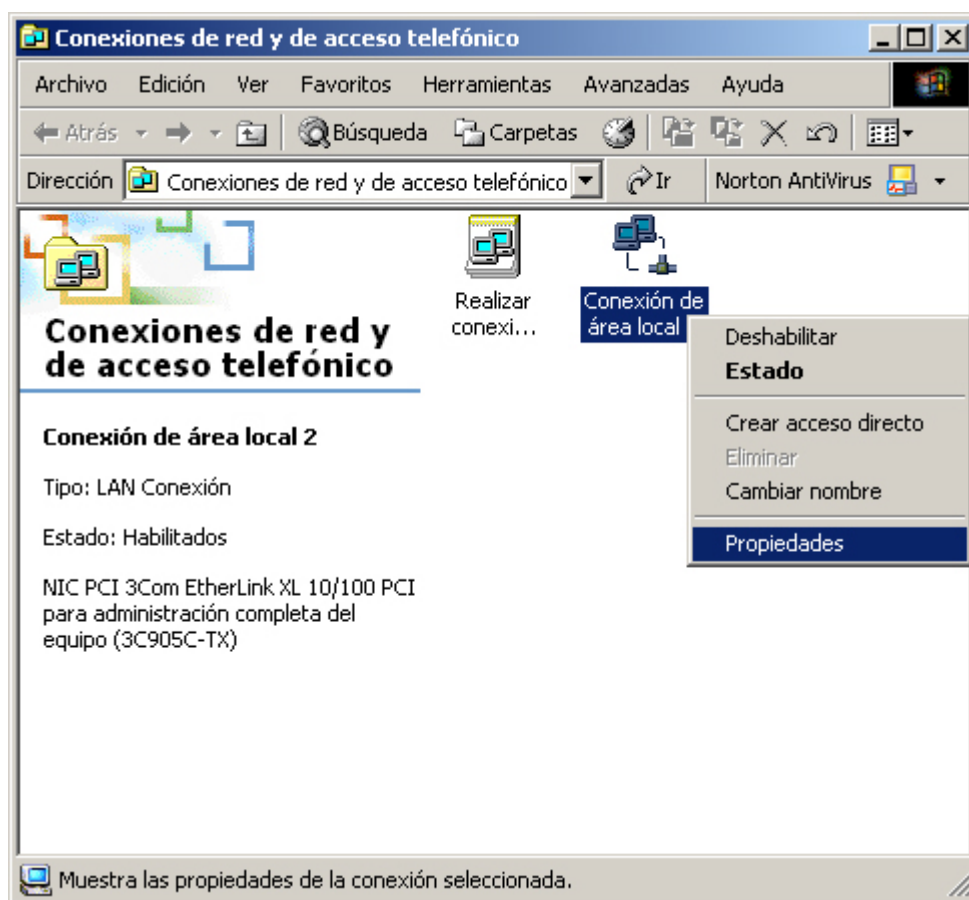 Conexiones de red y de acceso telefónico
Archivo Edición Ver Favoritos Herramientas Avanzadas Ayuda
Atrás Búsqueda Carpetas
Dirección Conexiones de red y de acceso telefónico Ir Norton AntiVirus
Conexiones de red y
de acceso telefónico
Conexión de área local 2
Tipo: LAN Conexión
Estado: Habilitados
NIC PCI 3Com EtherLink XL 10/100 PCI
para administración completa del
equipo (3C905C-TX)
Realizar
conexi...
Conexión de
área local
Deshabilitar
Estado
Crear acceso directo
Eliminar
Cambiar nombre
Propiedades
Muestra las propiedades de la conexión seleccionada.